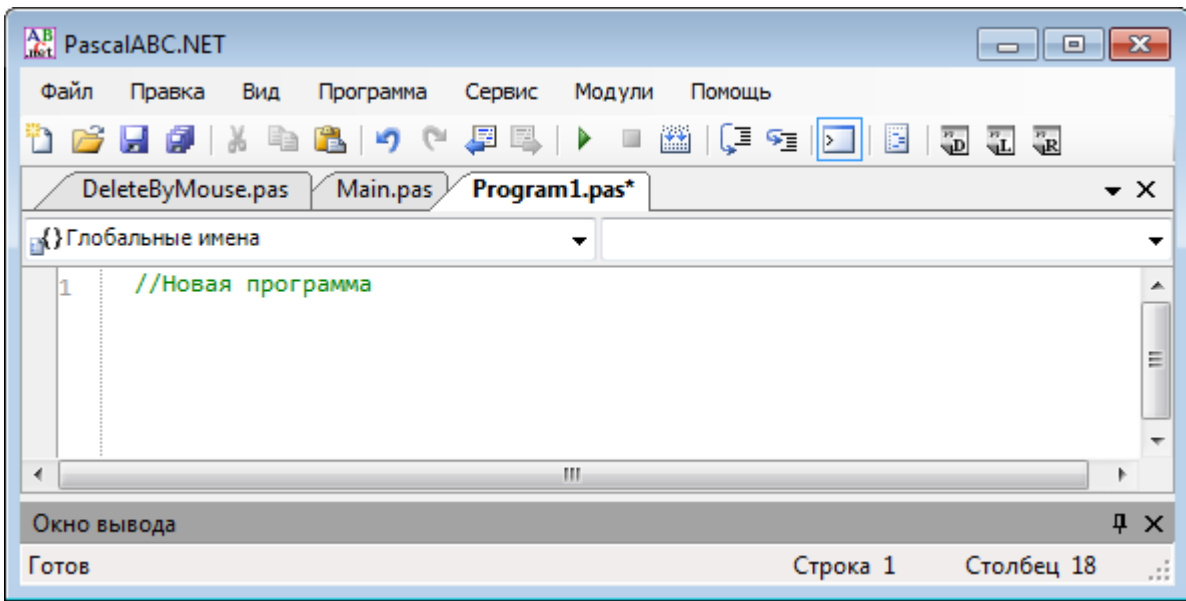 PascalABC.NET
Файл Правка Вид Программа Сервис Модули Помощь
DeleteByMouse.pas Main.pas Program1.pas*
{} Глобальные имена
1 //Новая программа
Окно вывода
Готов Строка 1 Столбец 18